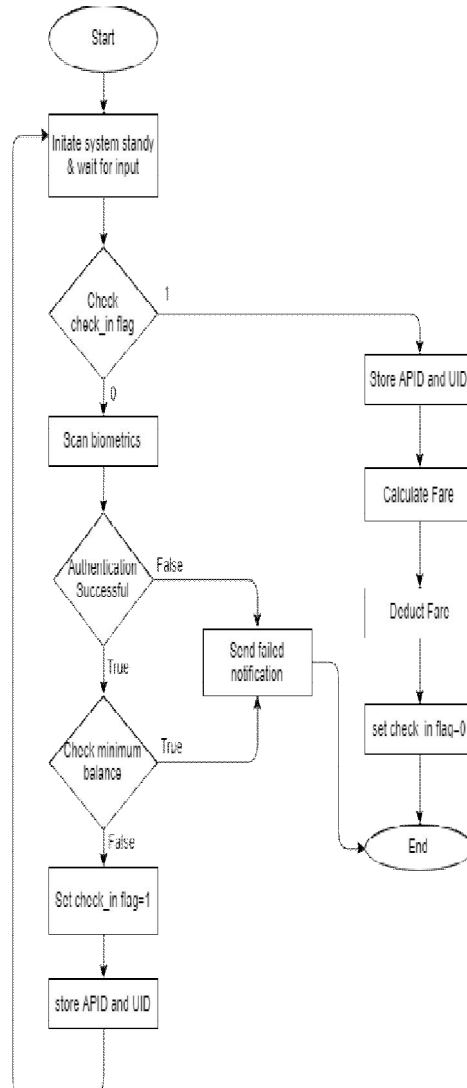 Start
Initate system standy
& wait for input
Check
check_in flag
1
0
Store APID and UID
Scan biometrics
Calculate Fare
Authentication
Successful
False
True
Deduct Fare
Send failed
notification
Check minimum
balance
True
False
set check_in flag=0
End
Set check_in flag=1
store APID and UID